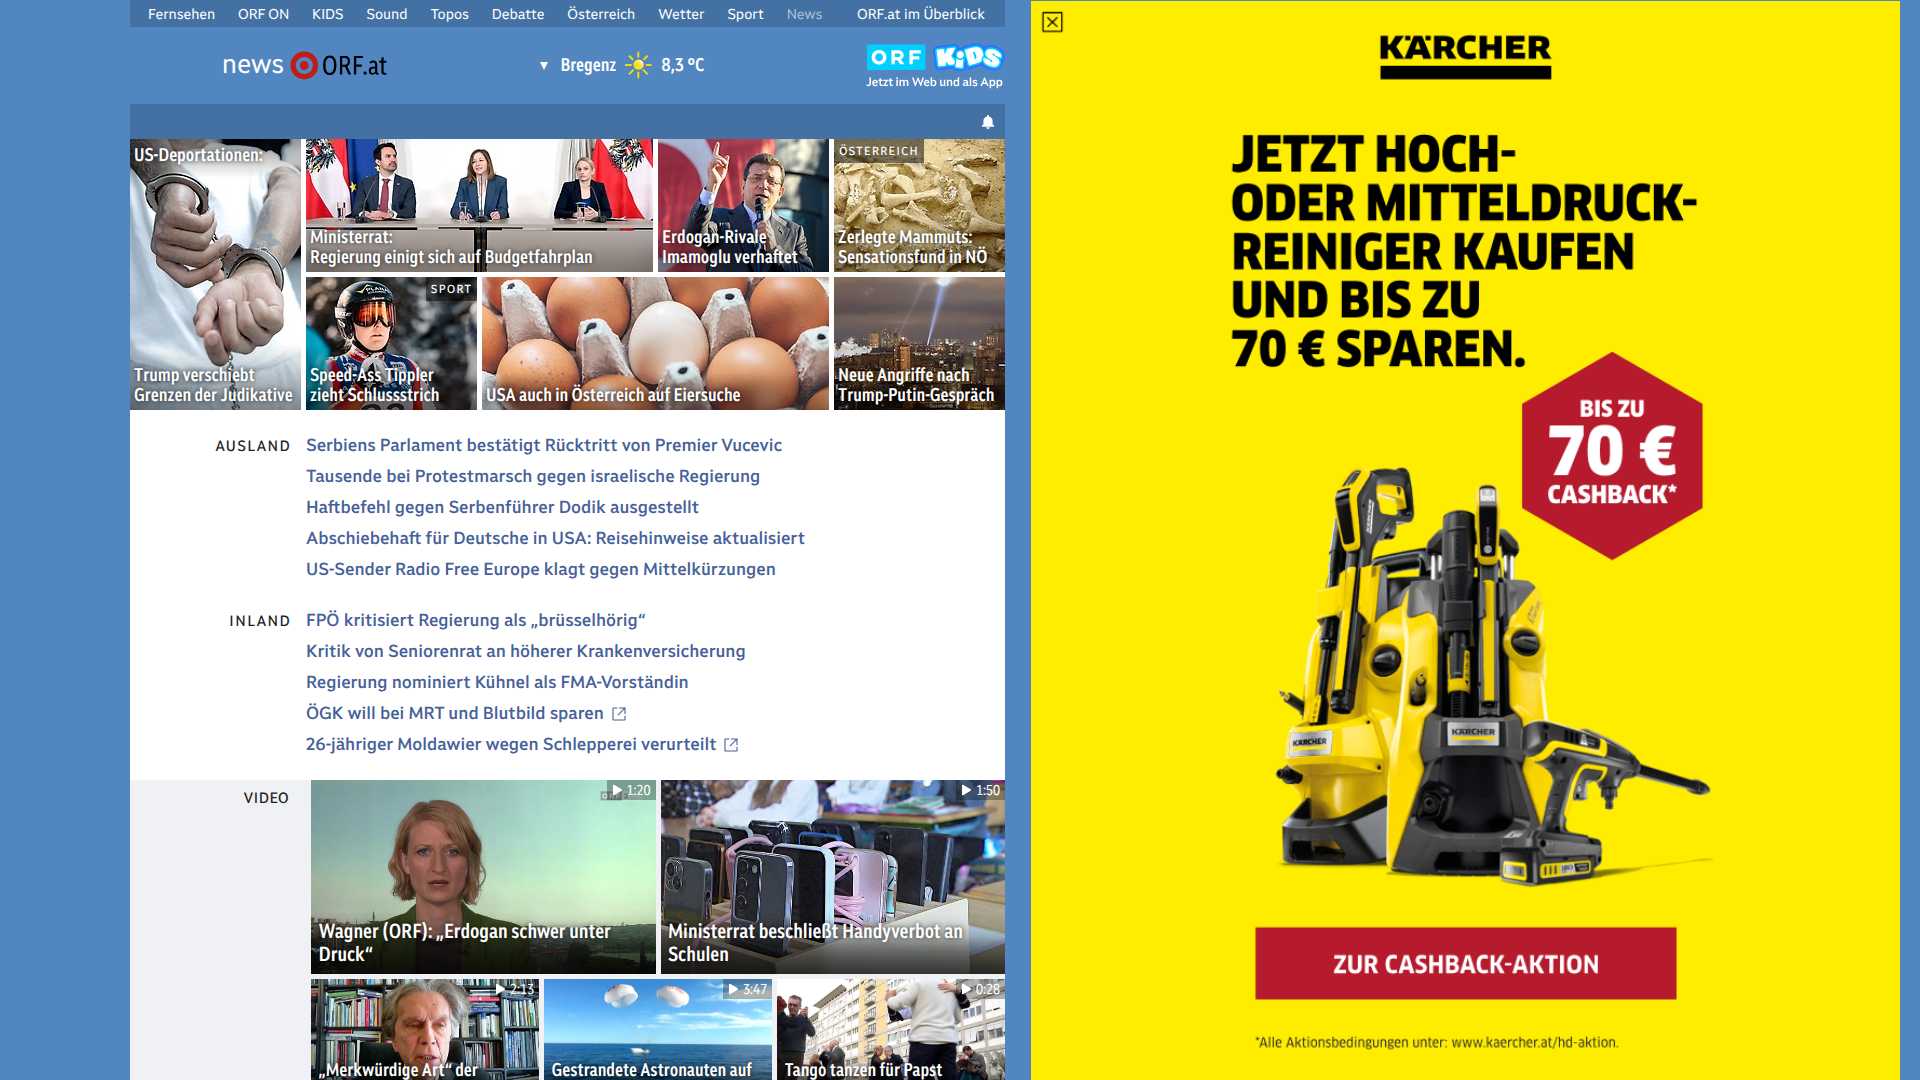 Fernsehen ORF ON KIDS Sound Topos Debatte Österreich Wetter Sport News ORF.at im Überblick
news ORF.at
▼ Bregenz 8,3 °C
ORF KiDS
Jetzt im Web und als App
US-Deportationen:
Trump verschiebt
Grenzen der Judikative
Ministerrat:
Regierung einigt sich auf Budgetfahrplan
Erdogan-Rivale
Imamoglu verhaftet
ÖSTERREICH
Zerlegte Mammuts:
Sensationsfund in NÖ
SPORT
Speed-Ass Tippler
zieht Schlussstrich
USA auch in Österreich auf Eiersuche
Neue Angriffe nach
Trump-Putin-Gespräch
AUSLAND
Serbiens Parlament bestätigt Rücktritt von Premier Vucevic
Tausende bei Protestmarsch gegen israelische Regierung
Haftbefehl gegen Serbenführer Dodik ausgestellt
Abschiebehaft für Deutsche in USA: Reisehinweise aktualisiert
US-Sender Radio Free Europe klagt gegen Mittelkürzungen
INLAND
FPÖ kritisiert Regierung als „brüsselhörig“
Kritik von Seniorenrat an höherer Krankenversicherung
Regierung nominiert Kühnel als FMA-Vorständin
ÖGK will bei MRT und Blutbild sparen
26-jähriger Moldawier wegen Schlepperei verurteilt
VIDEO
1:20
Wagner (ORF): „Erdogan schwer unter
Druck“
1:50
Ministerrat beschließt Handyverbot an
Schulen
2:13
„Merkwürdige Art“ der
3:47
Gestrandete Astronauten auf
0:28
Tango tanzen für Papst
KÄRCHER
JETZT HOCH-
ODER MITTELDRUCK-
REINIGER KAUFEN
UND BIS ZU
70 € SPAREN.
BIS ZU
70 €
CASHBACK*
KÄRCHER
KÄRCHER
ZUR CASHBACK-AKTION
*Alle Aktionsbedingungen unter: www.kaercher.at/hd-aktion.